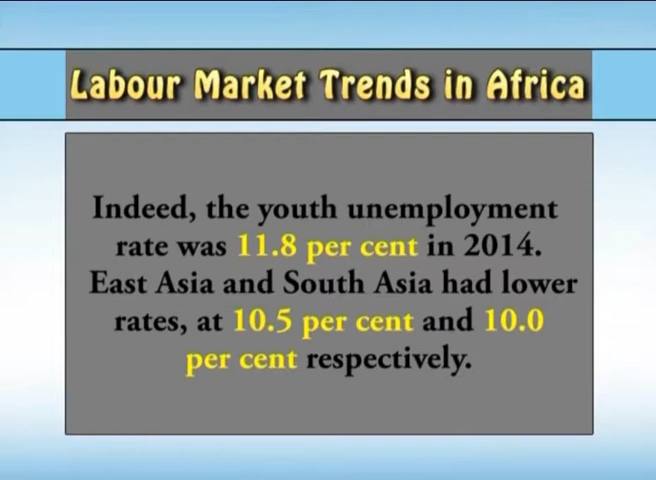 Labour Market Trends in Africa
Indeed, the youth unemployment
rate was 11.8 per cent in 2014.
East Asia and South Asia had lower
rates, at 10.5 per cent and 10.0
per cent respectively.